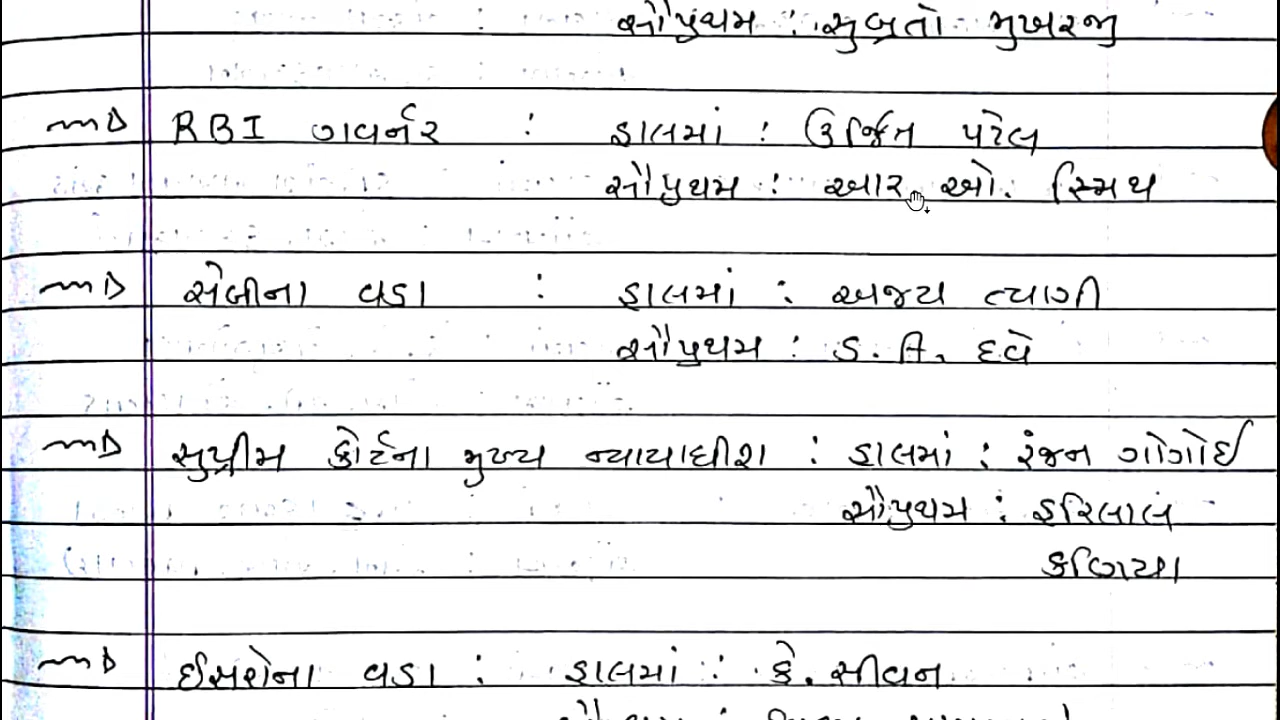 સૌપ્રથમ : સુબ્રતો મુખરજી
RBI ગવર્નર : હાલમાં : ઉર્જિત પટેલ
સૌપ્રથમ : આર. ઓ. સ્મિથ
સેબીના વડા : હાલમાં : અજય ત્યાગી
સૌપ્રથમ : S. A. દવે
સુપ્રીમ કોર્ટના મુખ્ય ન્યાયાધીશ : હાલમાં : રંજન ગોગોઈ
સૌપ્રથમ : હરિલાલ
કણિયા
ઈસરોના વડા : હાલમાં : કે. સીવન